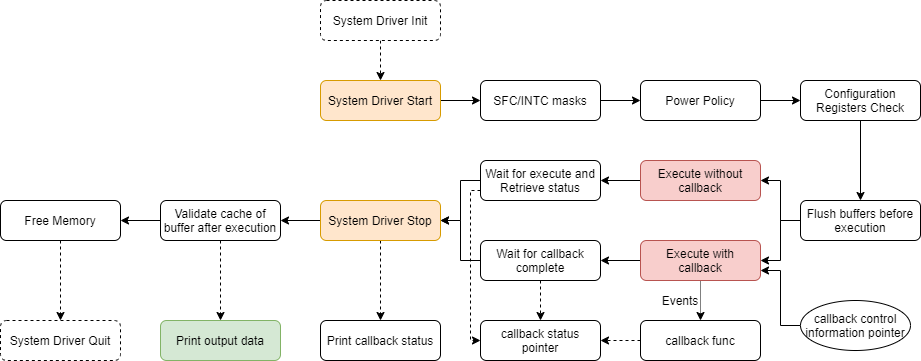 System Driver Init
System Driver Start
SFC/INTC masks
Power Policy
Configuration
Registers Check
Wait for execute and
Retrieve status
Execute without
callback
Free Memory
Validate cache of
buffer after execution
System Driver Stop
Flush buffers before
execution
Wait for callback
complete
Execute with
callback
Events
callback control
information pointer
System Driver Quit
Print output data
Print callback status
callback status
pointer
callback func